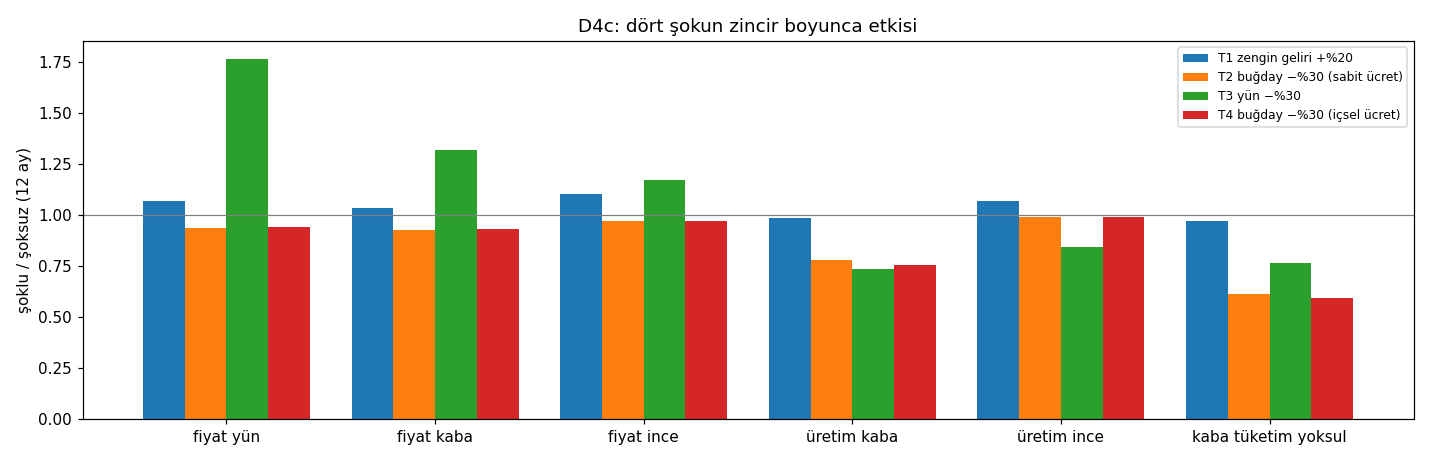 D4c: dört şokun zincir boyunca etkisi
şoklu / şoksuz (12 ay)
1.75
1.50
1.25
1.00
0.75
0.50
0.25
0.00
T1 zengin geliri +%20
T2 buğday −%30 (sabit ücret)
T3 yün −%30
T4 buğday −%30 (içsel ücret)
fiyat yün
fiyat kaba
fiyat ince
üretim kaba
üretim ince
kaba tüketim yoksul